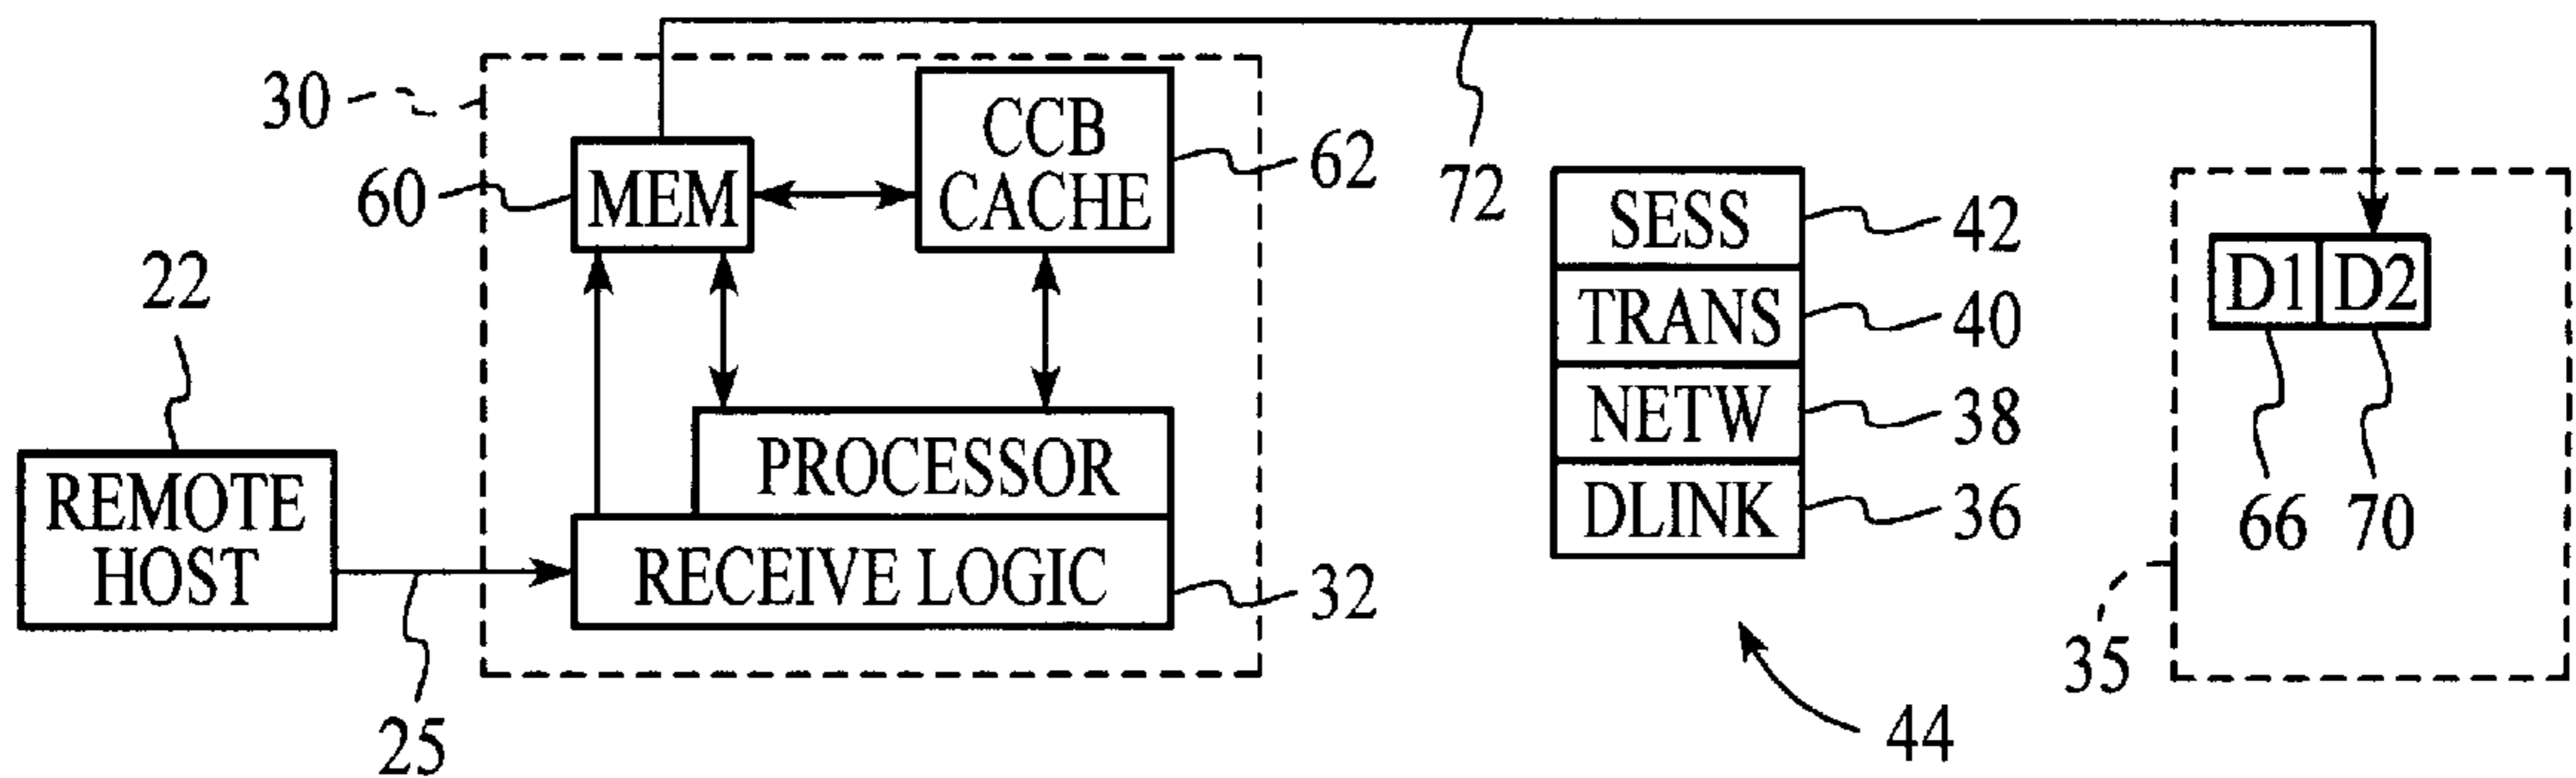 30
CCB
CACHE
MEM
60
62
72
SESS
42
TRANS
40
NETW
38
DLINK
36
D1
D2
66
70
22
REMOTE
HOST
PROCESSOR
RECEIVE LOGIC
32
25
35
44